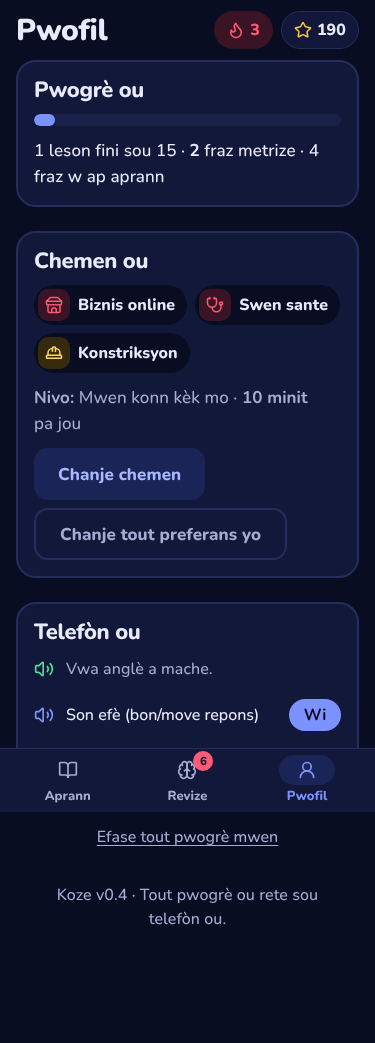 Pwofil
3
190
Pwogrè ou
1 leson fini sou 15 · 2 fraz metrize · 4
fraz w ap aprann
Chemen ou
Biznis online
Swen sante
Konstriksyon
Nivo: Mwen konn kèk mo · 10 minit
pa jou
Chanje chemen
Chanje tout preferans yo
Telefòn ou
Vwa anglè a mache.
Son efè (bon/move repons)
Wi
6
Aprann
Revize
Pwofil
Efase tout pwogrè mwen
Koze v0.4 · Tout pwogrè ou rete sou
telefòn ou.